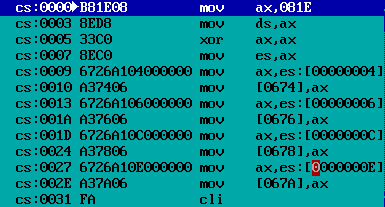 cs:0000►B81E08 mov ax,081E
cs:0003 8ED8 mov ds,ax
cs:0005 33C0 xor ax,ax
cs:0007 8EC0 mov es,ax
cs:0009 6726A104000000 mov ax,es:[00000004]
cs:0010 A37406 mov [0674],ax
cs:0013 6726A106000000 mov ax,es:[00000006]
cs:001A A37606 mov [0676],ax
cs:001D 6726A10C000000 mov ax,es:[0000000C]
cs:0024 A37806 mov [0678],ax
cs:0027 6726A10E000000 mov ax,es:[0000000E]
cs:002E A37A06 mov [067A],ax
cs:0031 FA cli